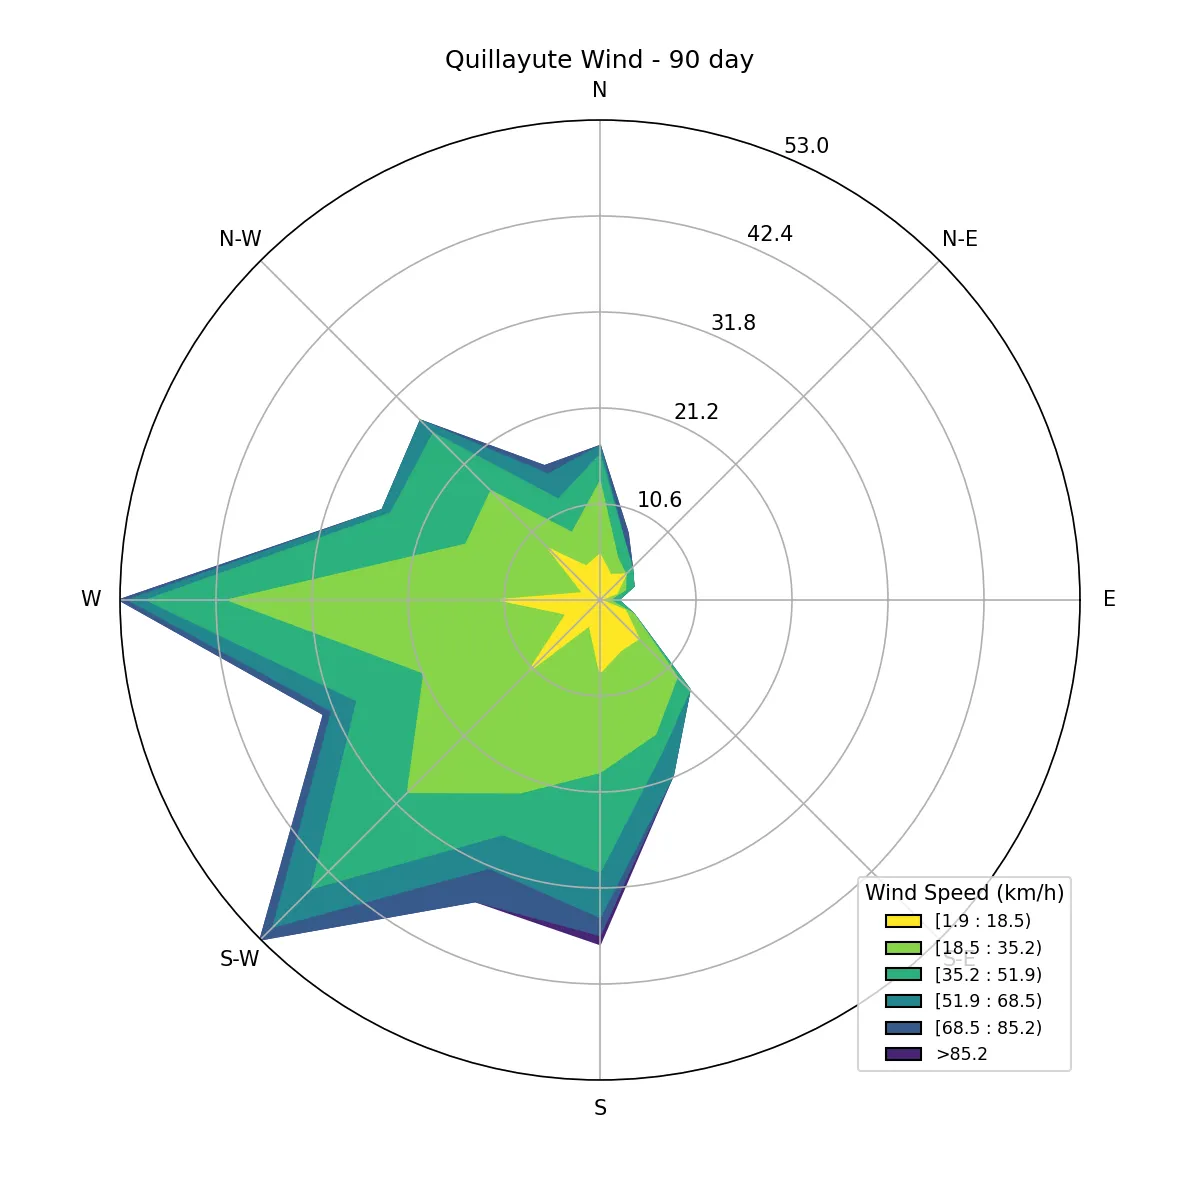 Quillayute Wind - 90 day
N
53.0
42.4
N-W
N-E
31.8
21.2
10.6
W
E
Wind Speed (km/h)
[1.9 : 18.5)
[18.5 : 35.2)
S-W
S-E
[35.2 : 51.9)
[51.9 : 68.5)
[68.5 : 85.2)
>85.2
S